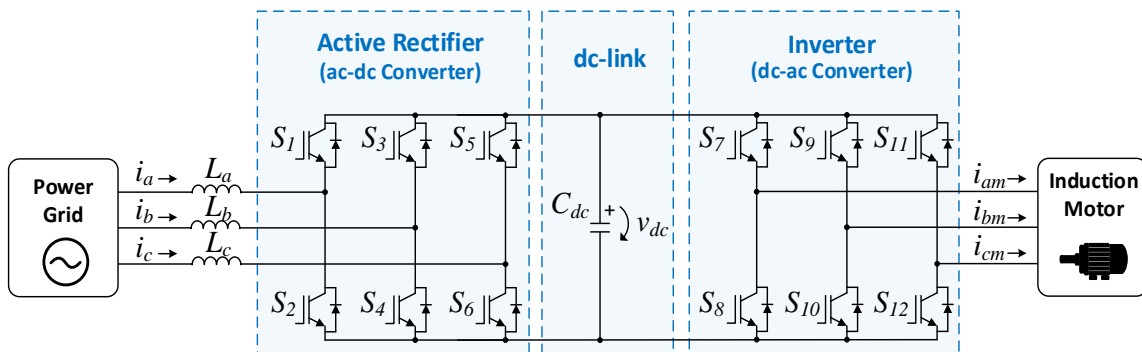 Active Rectifier
(ac-dc Converter)
dc-link
Inverter
(dc-ac Converter)
S1
S3
S5
S7
S9
S11
Power
Grid
ia
La
ib
Lb
ic
Lc
Cdc
+
vdc
iam
ibm
icm
Induction
Motor
S2
S4
S6
S8
S10
S12